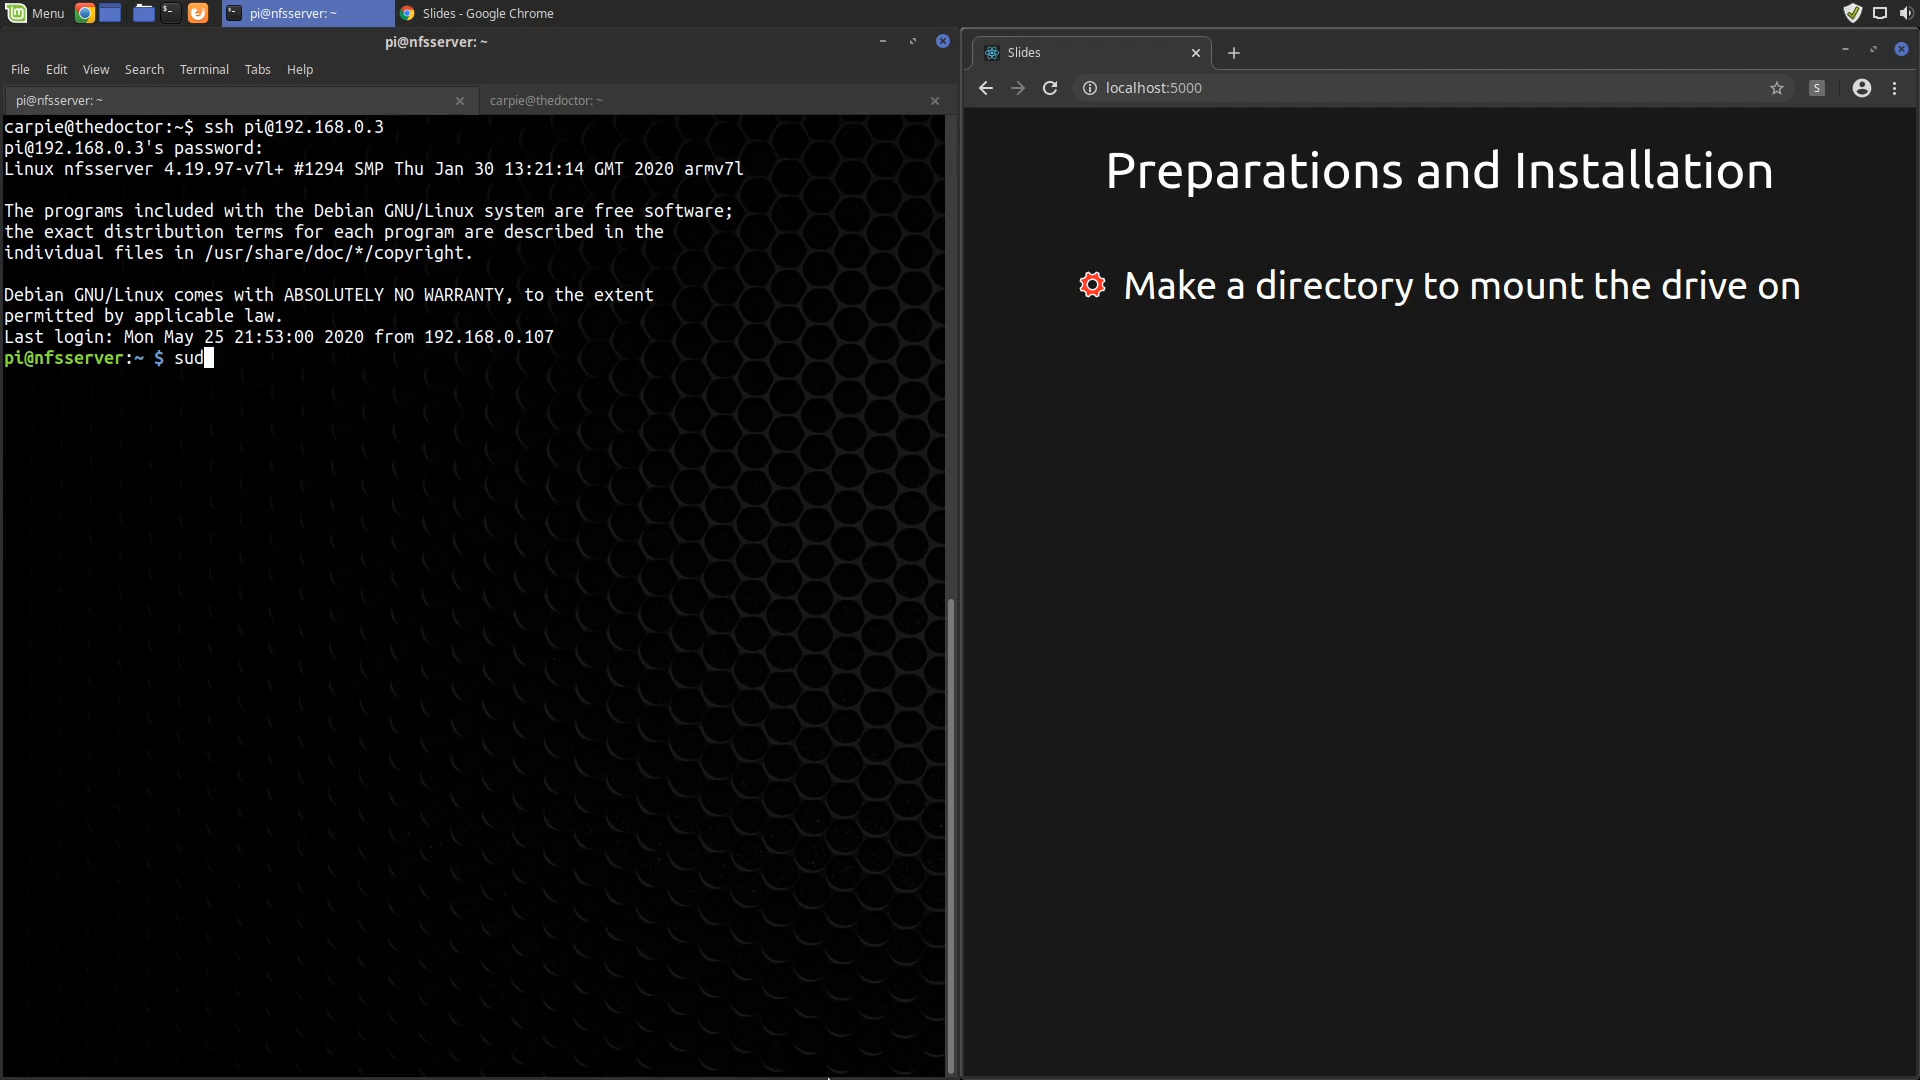 Menu
pi@nfsserver: ~
Slides - Google Chrome
pi@nfsserver: ~
File Edit View Search Terminal Tabs Help
pi@nfsserver: ~
carpie@thedoctor: ~
carpie@thedoctor:~$ ssh pi@192.168.0.3
pi@192.168.0.3's password:
Linux nfsserver 4.19.97-v7l+ #1294 SMP Thu Jan 30 13:21:14 GMT 2020 armv7l
The programs included with the Debian GNU/Linux system are free software;
the exact distribution terms for each program are described in the
individual files in /usr/share/doc/*/copyright.
Debian GNU/Linux comes with ABSOLUTELY NO WARRANTY, to the extent
permitted by applicable law.
Last login: Mon May 25 21:53:00 2020 from 192.168.0.107
pi@nfsserver:~ $ sud
Slides
localhost:5000
S
Preparations and Installation
Make a directory to mount the drive on